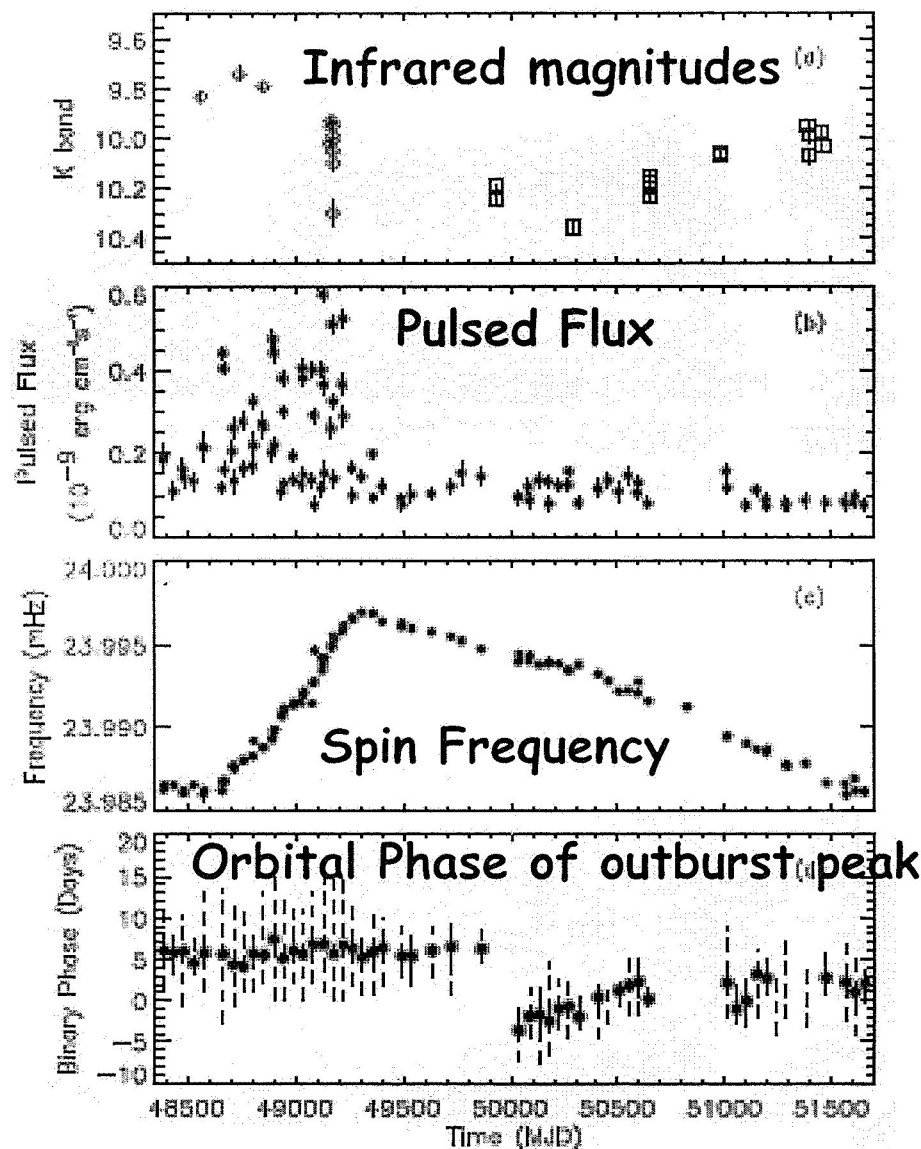 9.6
9.8
10.0
10.2
10.4
K band
Infrared magnitudes
0.6
0.4
0.2
0.0
Pulsed Flux
Pulsed Flux
(b)
24.000
23.995
23.990
23.985
Frequency (mHz)
Spin Frequency
20
15
10
5
0
−5
−10
Binary Phase (Days)
Orbital Phase of outburst peak
48500 49000 49500 50000 50500 51000 51500
Time (MJD)